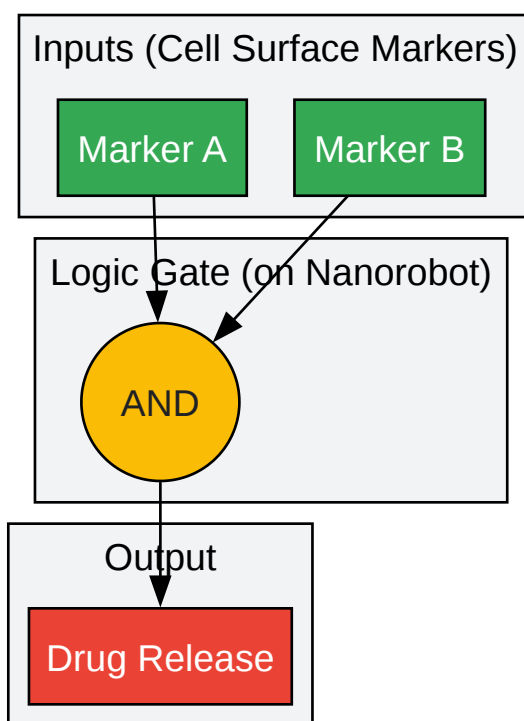 Inputs (Cell Surface Markers)
Marker A
Marker B
Logic Gate (on Nanorobot)
AND
Output
Drug Release